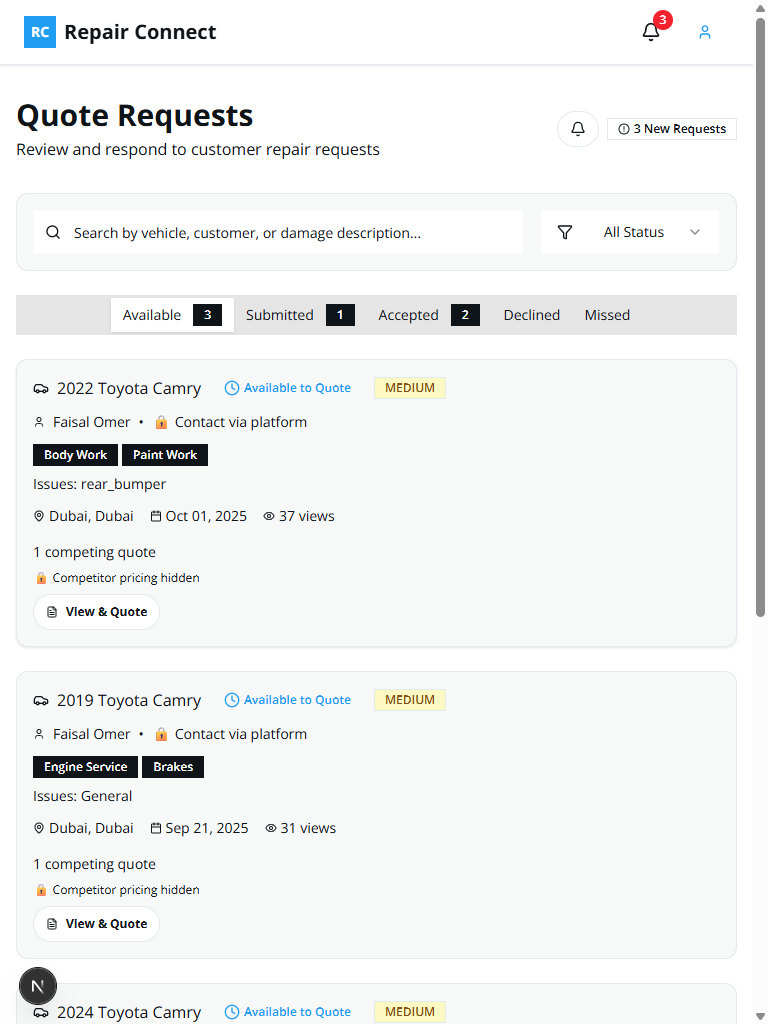 RC Repair Connect 3
Quote Requests
Review and respond to customer repair requests
3 New Requests
Search by vehicle, customer, or damage description...
All Status
Available 3 Submitted 1 Accepted 2 Declined Missed
2022 Toyota Camry Available to Quote MEDIUM
Faisal Omer • Contact via platform
Body Work Paint Work
Issues: rear_bumper
Dubai, Dubai Oct 01, 2025 37 views
1 competing quote
Competitor pricing hidden
View & Quote
2019 Toyota Camry Available to Quote MEDIUM
Faisal Omer • Contact via platform
Engine Service Brakes
Issues: General
Dubai, Dubai Sep 21, 2025 31 views
1 competing quote
Competitor pricing hidden
View & Quote
N
2024 Toyota Camry Available to Quote MEDIUM